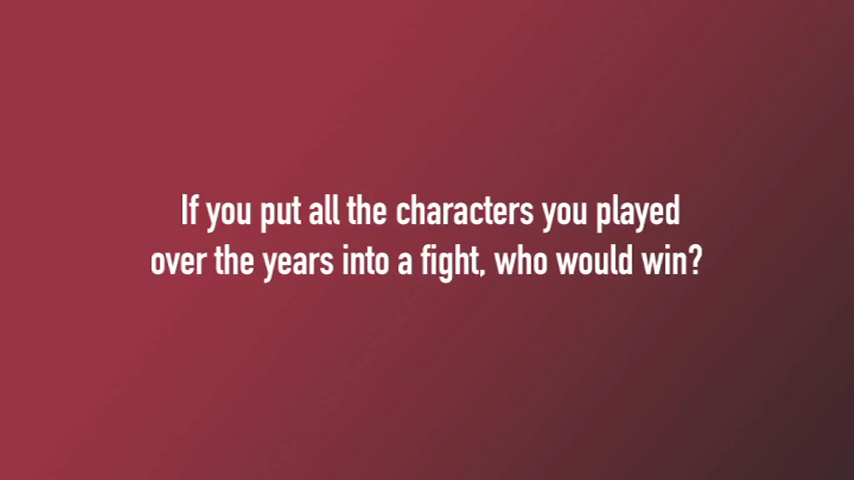 If you put all the characters you played
over the years into a fight, who would win?